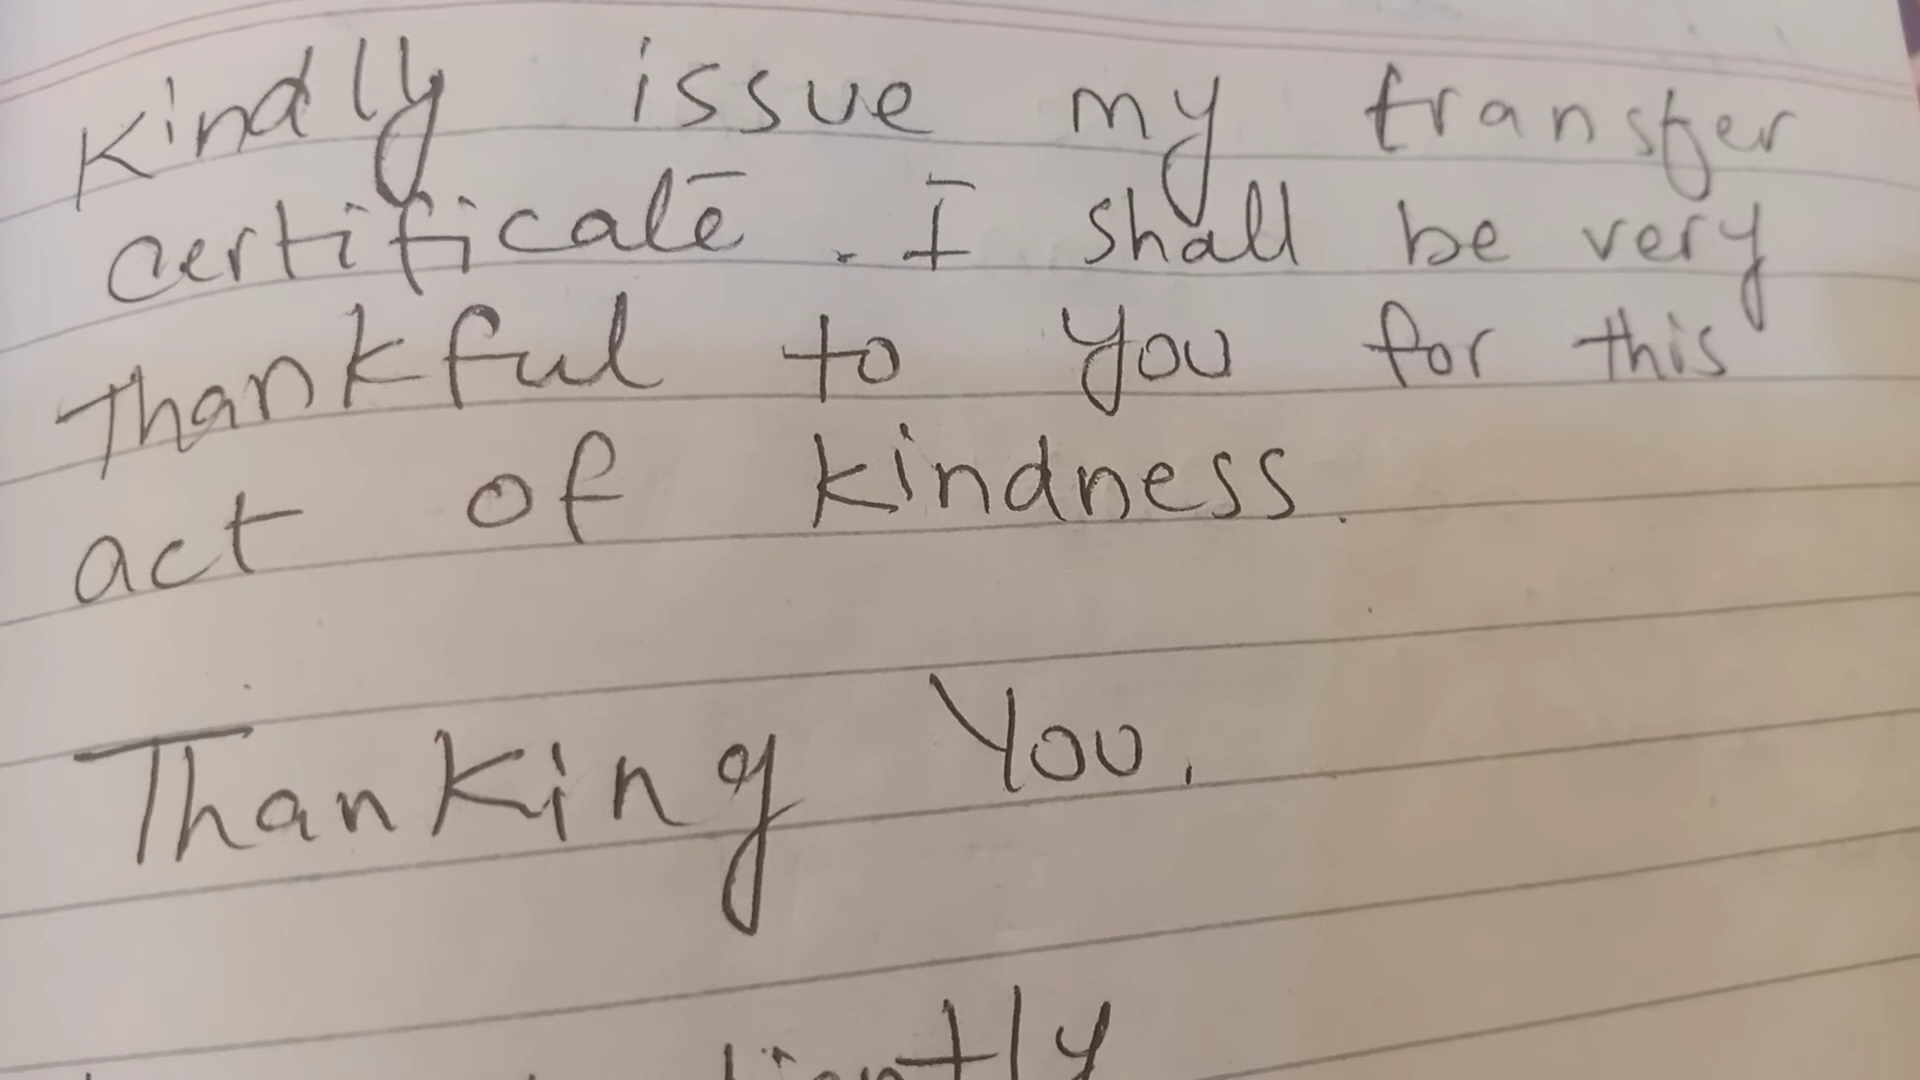 Kindly issue my transfer
certificate. I shall be very
Thankful to you for this
act of kindness.
Thanking You,